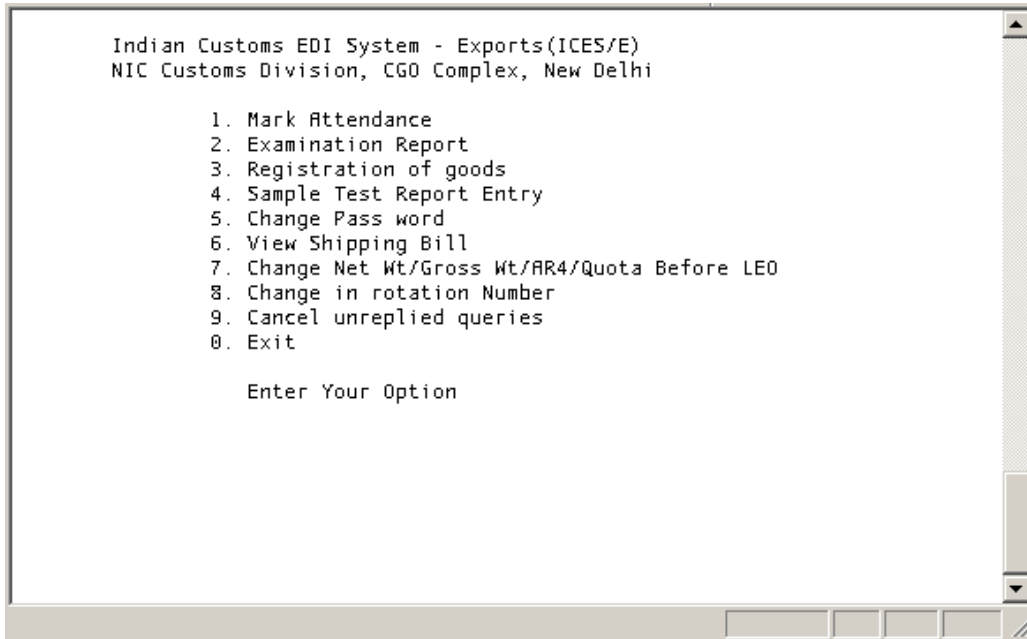 Indian Customs EDI System - Exports(ICES/E)
NIC Customs Division, CGO Complex, New Delhi
1. Mark Attendance
2. Examination Report
3. Registration of goods
4. Sample Test Report Entry
5. Change Pass word
6. View Shipping Bill
7. Change Net Wt/Gross Wt/AR4/Quota Before LEO
8. Change in rotation Number
9. Cancel unreplied queries
0. Exit
Enter Your Option